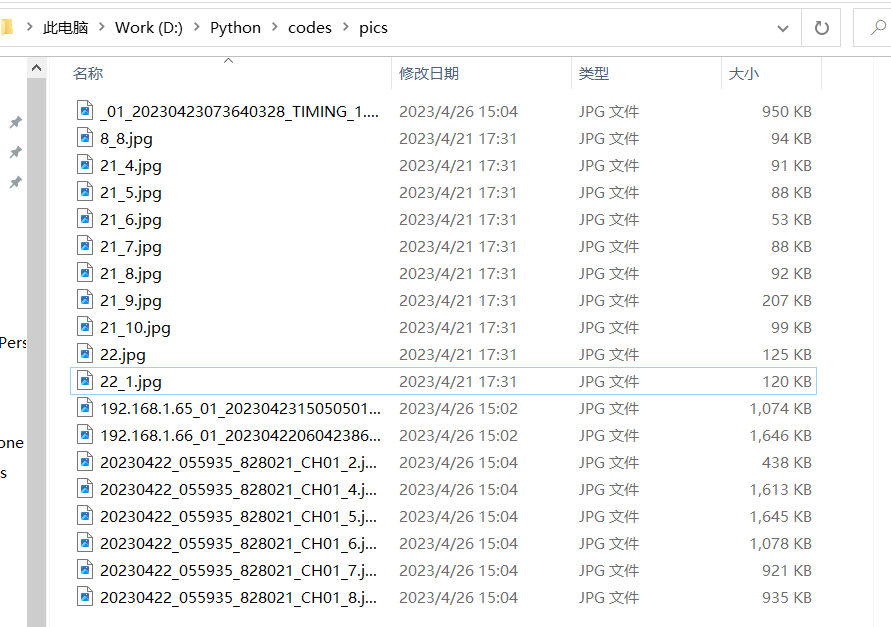 此电脑 > Work (D:) > Python > codes > pics
名称 修改日期 类型 大小
_01_20230423073640328_TIMING_1.... 2023/4/26 15:04 JPG 文件 950 KB
8_8.jpg 2023/4/21 17:31 JPG 文件 94 KB
21_4.jpg 2023/4/21 17:31 JPG 文件 91 KB
21_5.jpg 2023/4/21 17:31 JPG 文件 88 KB
21_6.jpg 2023/4/21 17:31 JPG 文件 53 KB
21_7.jpg 2023/4/21 17:31 JPG 文件 88 KB
21_8.jpg 2023/4/21 17:31 JPG 文件 92 KB
21_9.jpg 2023/4/21 17:31 JPG 文件 207 KB
21_10.jpg 2023/4/21 17:31 JPG 文件 99 KB
Pers
22.jpg 2023/4/21 17:31 JPG 文件 125 KB
22_1.jpg 2023/4/21 17:31 JPG 文件 120 KB
192.168.1.65_01_2023042315050501... 2023/4/26 15:02 JPG 文件 1,074 KB
192.168.1.66_01_2023042206042386... 2023/4/26 15:02 JPG 文件 1,646 KB
one
20230422_055935_828021_CH01_2.j... 2023/4/26 15:04 JPG 文件 438 KB
s
20230422_055935_828021_CH01_4.j... 2023/4/26 15:04 JPG 文件 1,613 KB
20230422_055935_828021_CH01_5.j... 2023/4/26 15:04 JPG 文件 1,645 KB
20230422_055935_828021_CH01_6.j... 2023/4/26 15:04 JPG 文件 1,078 KB
20230422_055935_828021_CH01_7.j... 2023/4/26 15:04 JPG 文件 921 KB
20230422_055935_828021_CH01_8.j... 2023/4/26 15:04 JPG 文件 935 KB